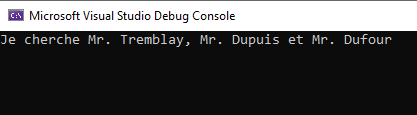 Microsoft Visual Studio Debug Console
Je cherche Mr. Tremblay, Mr. Dupuis et Mr. Dufour